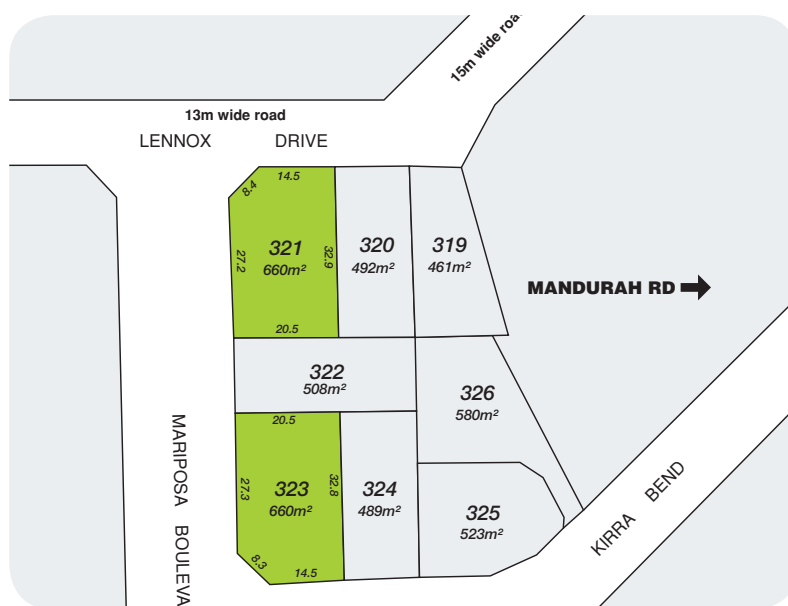 15m wide road
13m wide road
LENNOX DRIVE
8.4
14.5
27.2
321
660m²
32.9
20.5
320
492m²
319
461m²
MANDURAH RD
322
508m²
326
580m²
20.5
27.3
323
660m²
32.8
8.3
14.5
324
489m²
325
523m²
MARIPOSA BOULEVA
KIRRA BEND